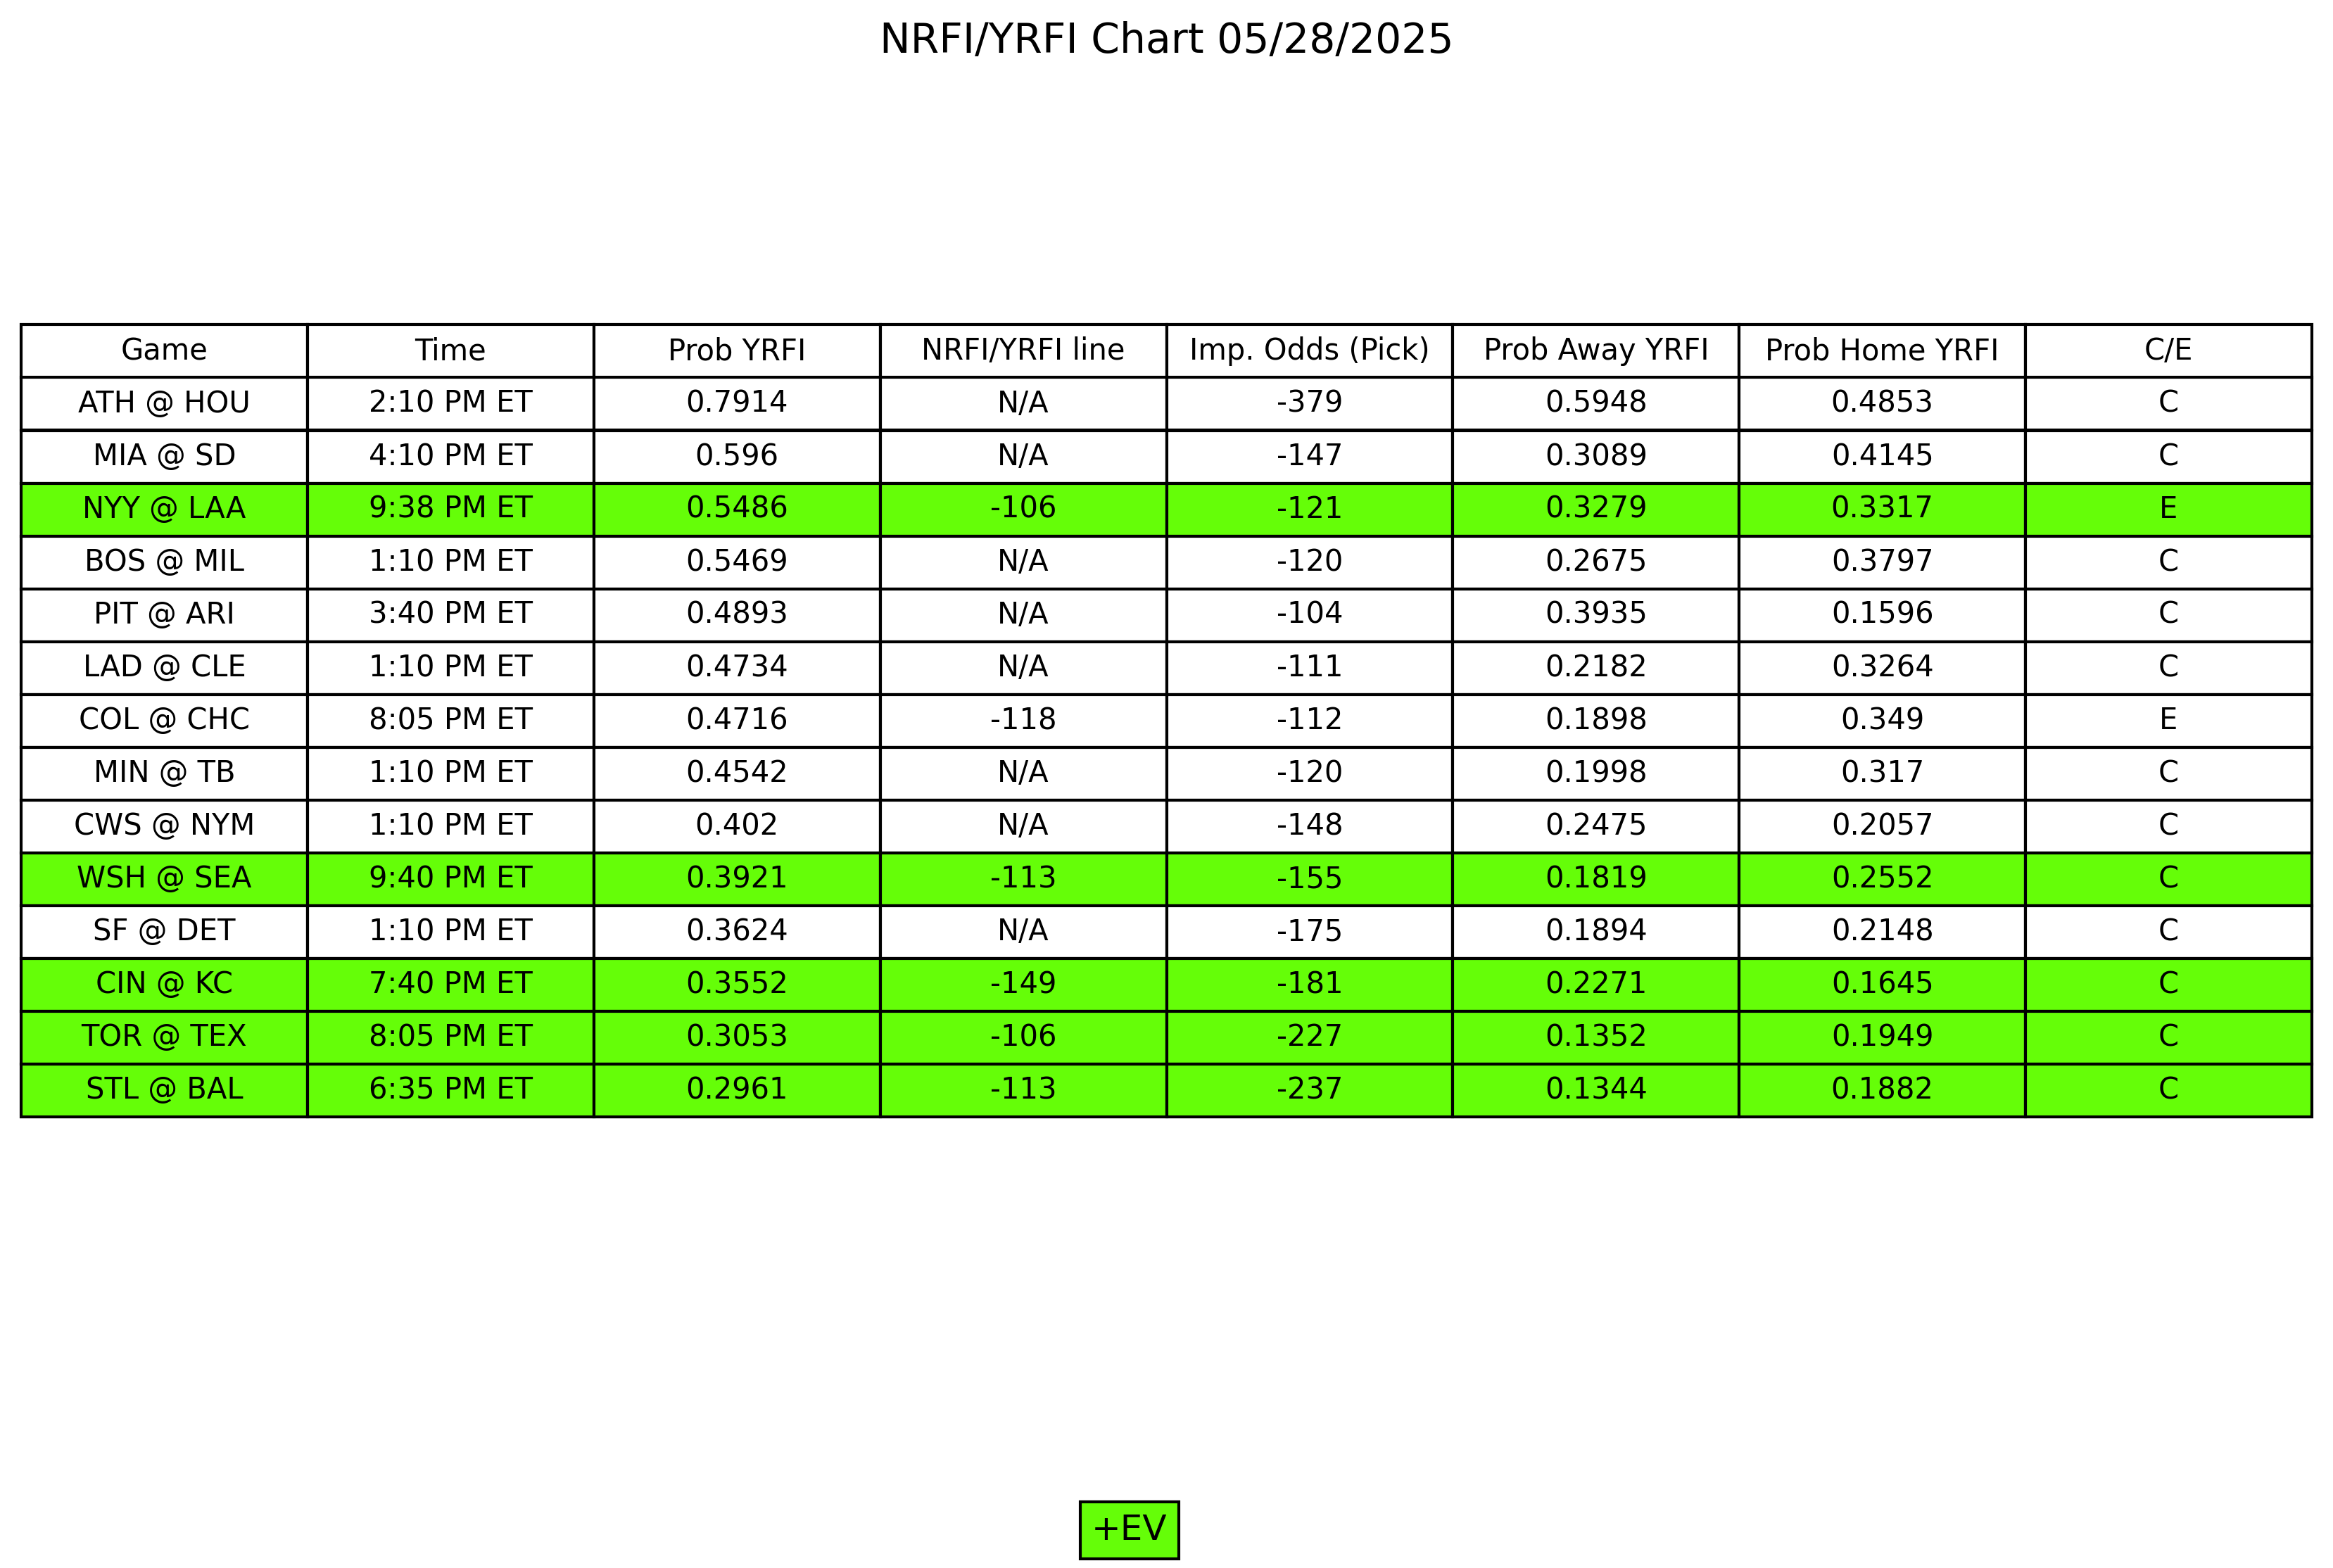 NRFI/YRFI Chart 05/28/2025
Game Time Prob YRFI NRFI/YRFI line Imp. Odds (Pick) Prob Away YRFI Prob Home YRFI C/E
ATH @ HOU 2:10 PM ET 0.7914 N/A -379 0.5948 0.4853 C
MIA @ SD 4:10 PM ET 0.596 N/A -147 0.3089 0.4145 C
NYY @ LAA 9:38 PM ET 0.5486 -106 -121 0.3279 0.3317 E
BOS @ MIL 1:10 PM ET 0.5469 N/A -120 0.2675 0.3797 C
PIT @ ARI 3:40 PM ET 0.4893 N/A -104 0.3935 0.1596 C
LAD @ CLE 1:10 PM ET 0.4734 N/A -111 0.2182 0.3264 C
COL @ CHC 8:05 PM ET 0.4716 -118 -112 0.1898 0.349 E
MIN @ TB 1:10 PM ET 0.4542 N/A -120 0.1998 0.317 C
CWS @ NYM 1:10 PM ET 0.402 N/A -148 0.2475 0.2057 C
WSH @ SEA 9:40 PM ET 0.3921 -113 -155 0.1819 0.2552 C
SF @ DET 1:10 PM ET 0.3624 N/A -175 0.1894 0.2148 C
CIN @ KC 7:40 PM ET 0.3552 -149 -181 0.2271 0.1645 C
TOR @ TEX 8:05 PM ET 0.3053 -106 -227 0.1352 0.1949 C
STL @ BAL 6:35 PM ET 0.2961 -113 -237 0.1344 0.1882 C
+EV